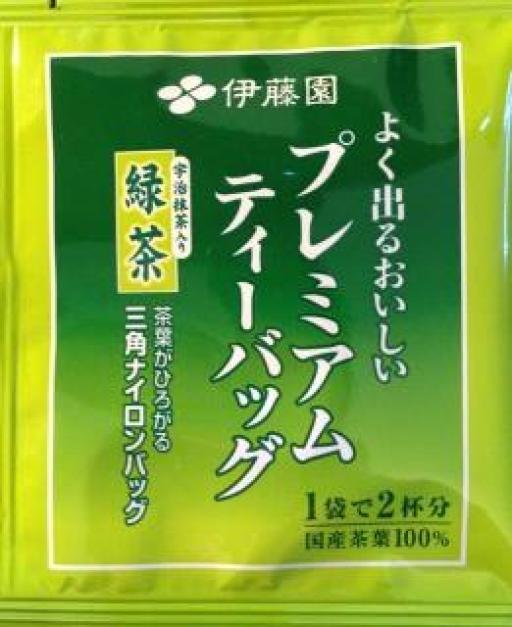 伊藤園
よく出るおいしい
プレミアム
ティーバッグ
宇治抹茶入り
緑茶
茶葉がひろがる
三角ナイロンバッグ
1袋で2杯分
国産茶葉100%